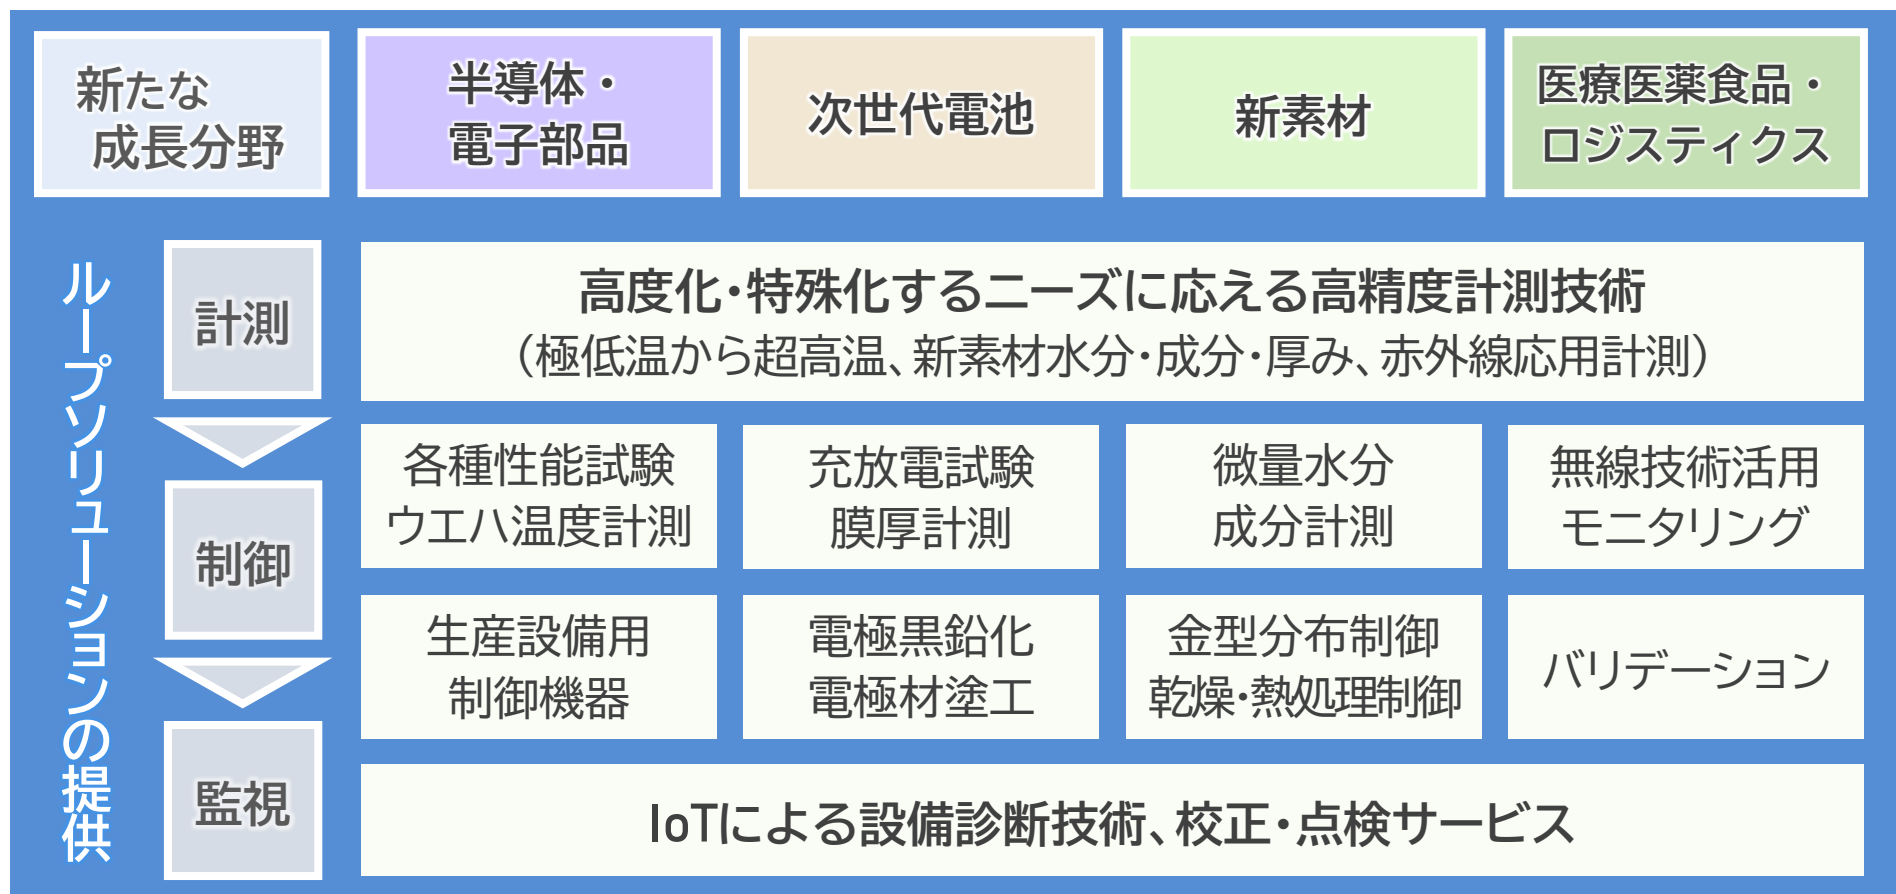 新たな
成長分野
半導体・
電子部品
次世代電池
新素材
医療医薬食品・
ロジスティクス
ループソリューションの提供
計測
制御
監視
高度化・特殊化するニーズに応える高精度計測技術
（極低温から超高温、新素材水分・成分・厚み、赤外線応用計測）
各種性能試験
ウエハ温度計測
充放電試験
膜厚計測
微量水分
成分計測
無線技術活用
モニタリング
生産設備用
制御機器
電極黒鉛化
電極材塗工
金型分布制御
乾燥・熱処理制御
バリデーション
IoTによる設備診断技術、校正・点検サービス